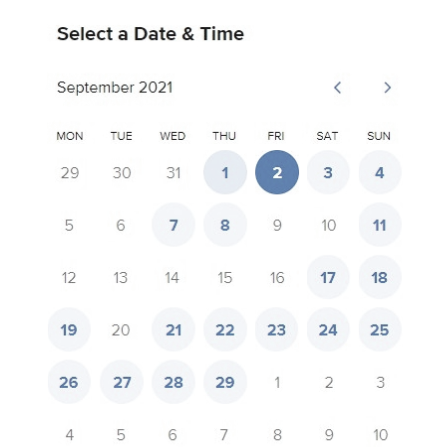 Select a Date & Time
September 2021
MON TUE WED THU FRI SAT SUN
29 30 31 1 2 3 4
5 6 7 8 9 10 11
12 13 14 15 16 17 18
19 20 21 22 23 24 25
26 27 28 29 1 2 3
4 5 6 7 8 9 10